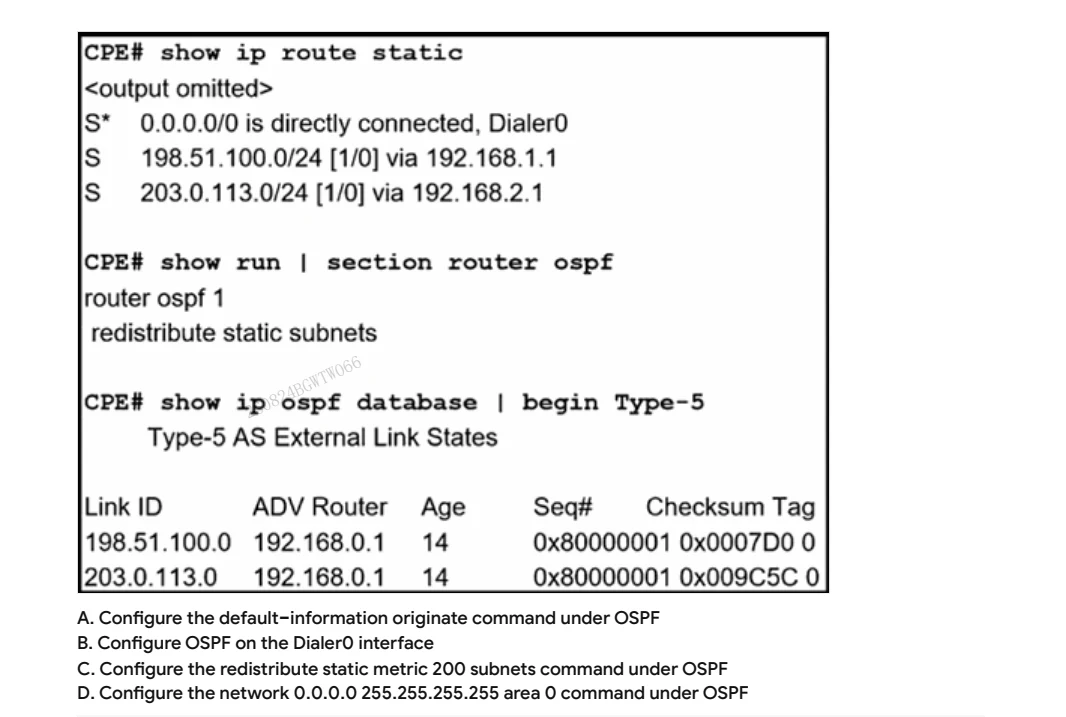 CPE# show ip route static
<output omitted>
S* 0.0.0.0/0 is directly connected, Dialer0
S 198.51.100.0/24 [1/0] via 192.168.1.1
S 203.0.113.0/24 [1/0] via 192.168.2.1
CPE# show run | section router ospf
router ospf 1
redistribute static subnets
CPE# show ip ospf database | begin Type-5
Type-5 AS External Link States
Link ID ADV Router Age Seq# Checksum Tag
198.51.100.0 192.168.0.1 14 0x80000001 0x0007D0 0
203.0.113.0 192.168.0.1 14 0x80000001 0x009C5C 0
A. Configure the default-information originate command under OSPF
B. Configure OSPF on the Dialer0 interface
C. Configure the redistribute static metric 200 subnets command under OSPF
D. Configure the network 0.0.0.0 255.255.255.255 area 0 command under OSPF